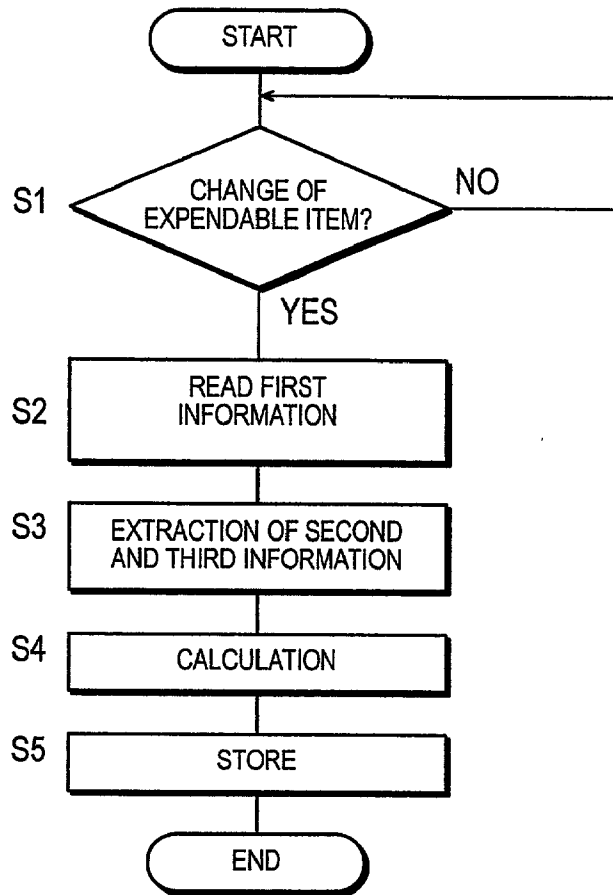 START
S1
CHANGE OF
EXPENDABLE ITEM?
NO
YES
S2
READ FIRST
INFORMATION
S3
EXTRACTION OF SECOND
AND THIRD INFORMATION
S4
CALCULATION
S5
STORE
END